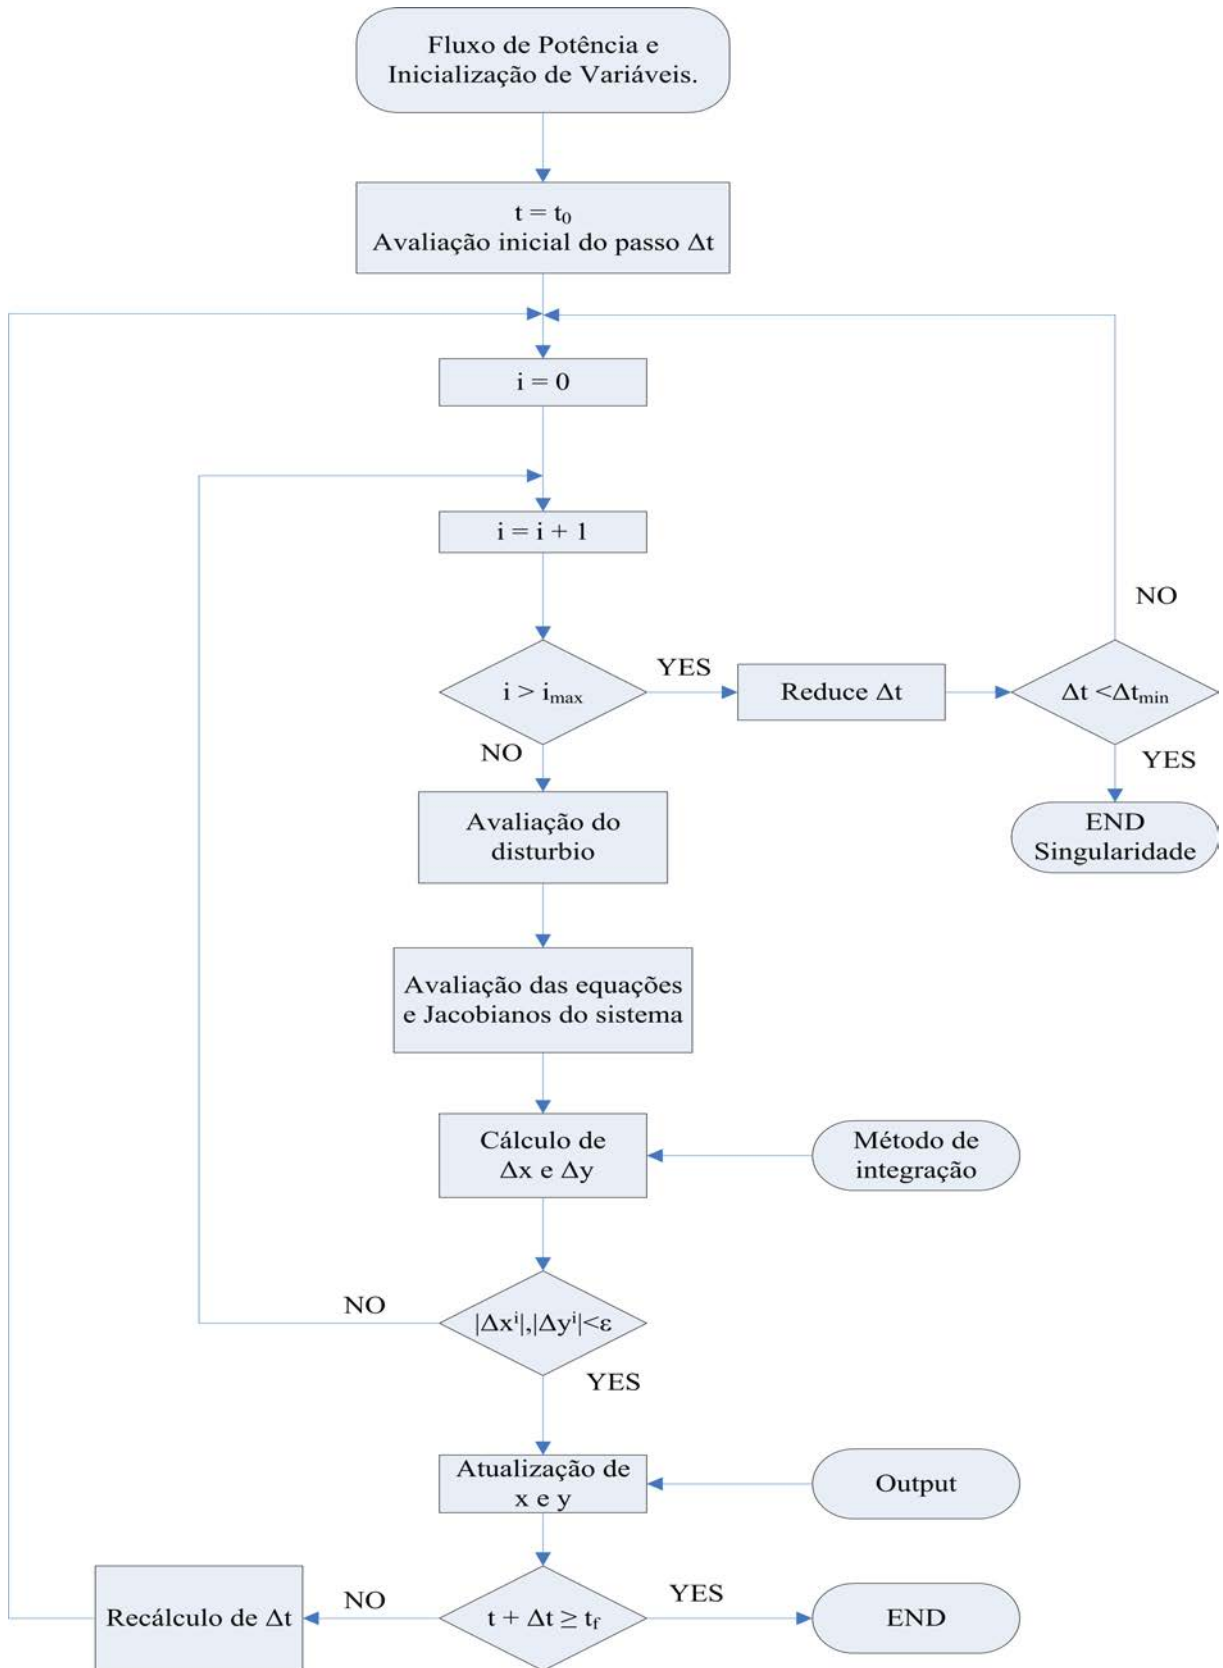 Fluxo de Potência e
Inicialização de Variáveis.
t = t₀
Avaliação inicial do passo Δt
i = 0
i = i + 1
NO
i > iₘₐₓ
YES
Reduce Δt
Δt <Δtₘᵢₙ
NO
YES
Avaliação do
disturbio
END
Singularidade
Avaliação das equações
e Jacobianos do sistema
Cálculo de
Δx e Δy
Método de
integração
NO
|Δxⁱ|,|Δyⁱ|<ε
YES
Atualização de
x e y
Output
Recálculo de Δt
NO
t + Δt ≥ t_f
YES
END